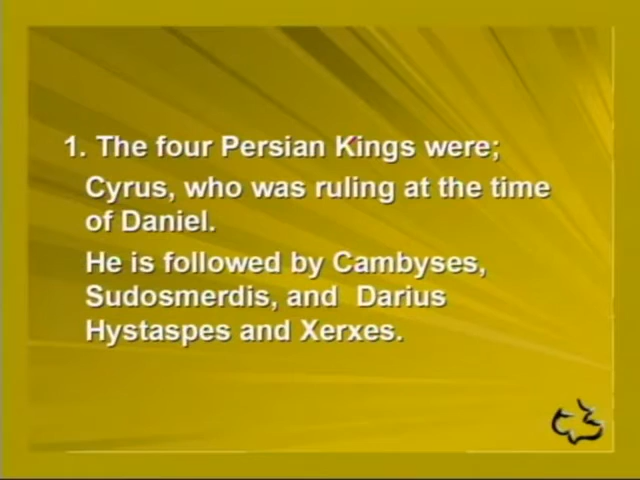 1. The four Persian Kings were;
Cyrus, who was ruling at the time
of Daniel.
He is followed by Cambyses,
Sudosmerdis, and Darius
Hystaspes and Xerxes.